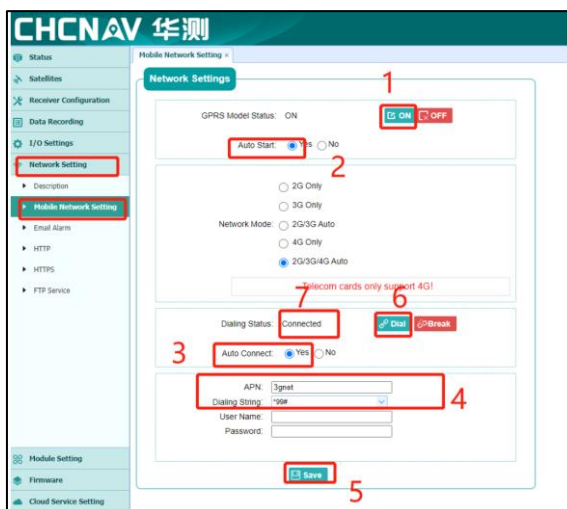 CHCNAV 华测
Status
Mobile Network Setting ×
Satellites
Receiver Configuration
Data Recording
I/O Settings
Network Setting
Description
Mobile Network Setting
Email Alarm
HTTP
HTTPS
FTP Service
Module Setting
Firmware
Cloud Service Setting
Network Settings
1
GPRS Model Status: ON ON OFF
Auto Start: Yes No
2
Network Mode:
2G Only
3G Only
2G/3G Auto
4G Only
2G/3G/4G Auto
Telecom cards only support 4G!
7 6
Dialing Status: Connected Dial Break
3 Auto Connect: Yes No
APN: 3gnet
4
Dialing String: *99#
User Name:
Password:
Save
5